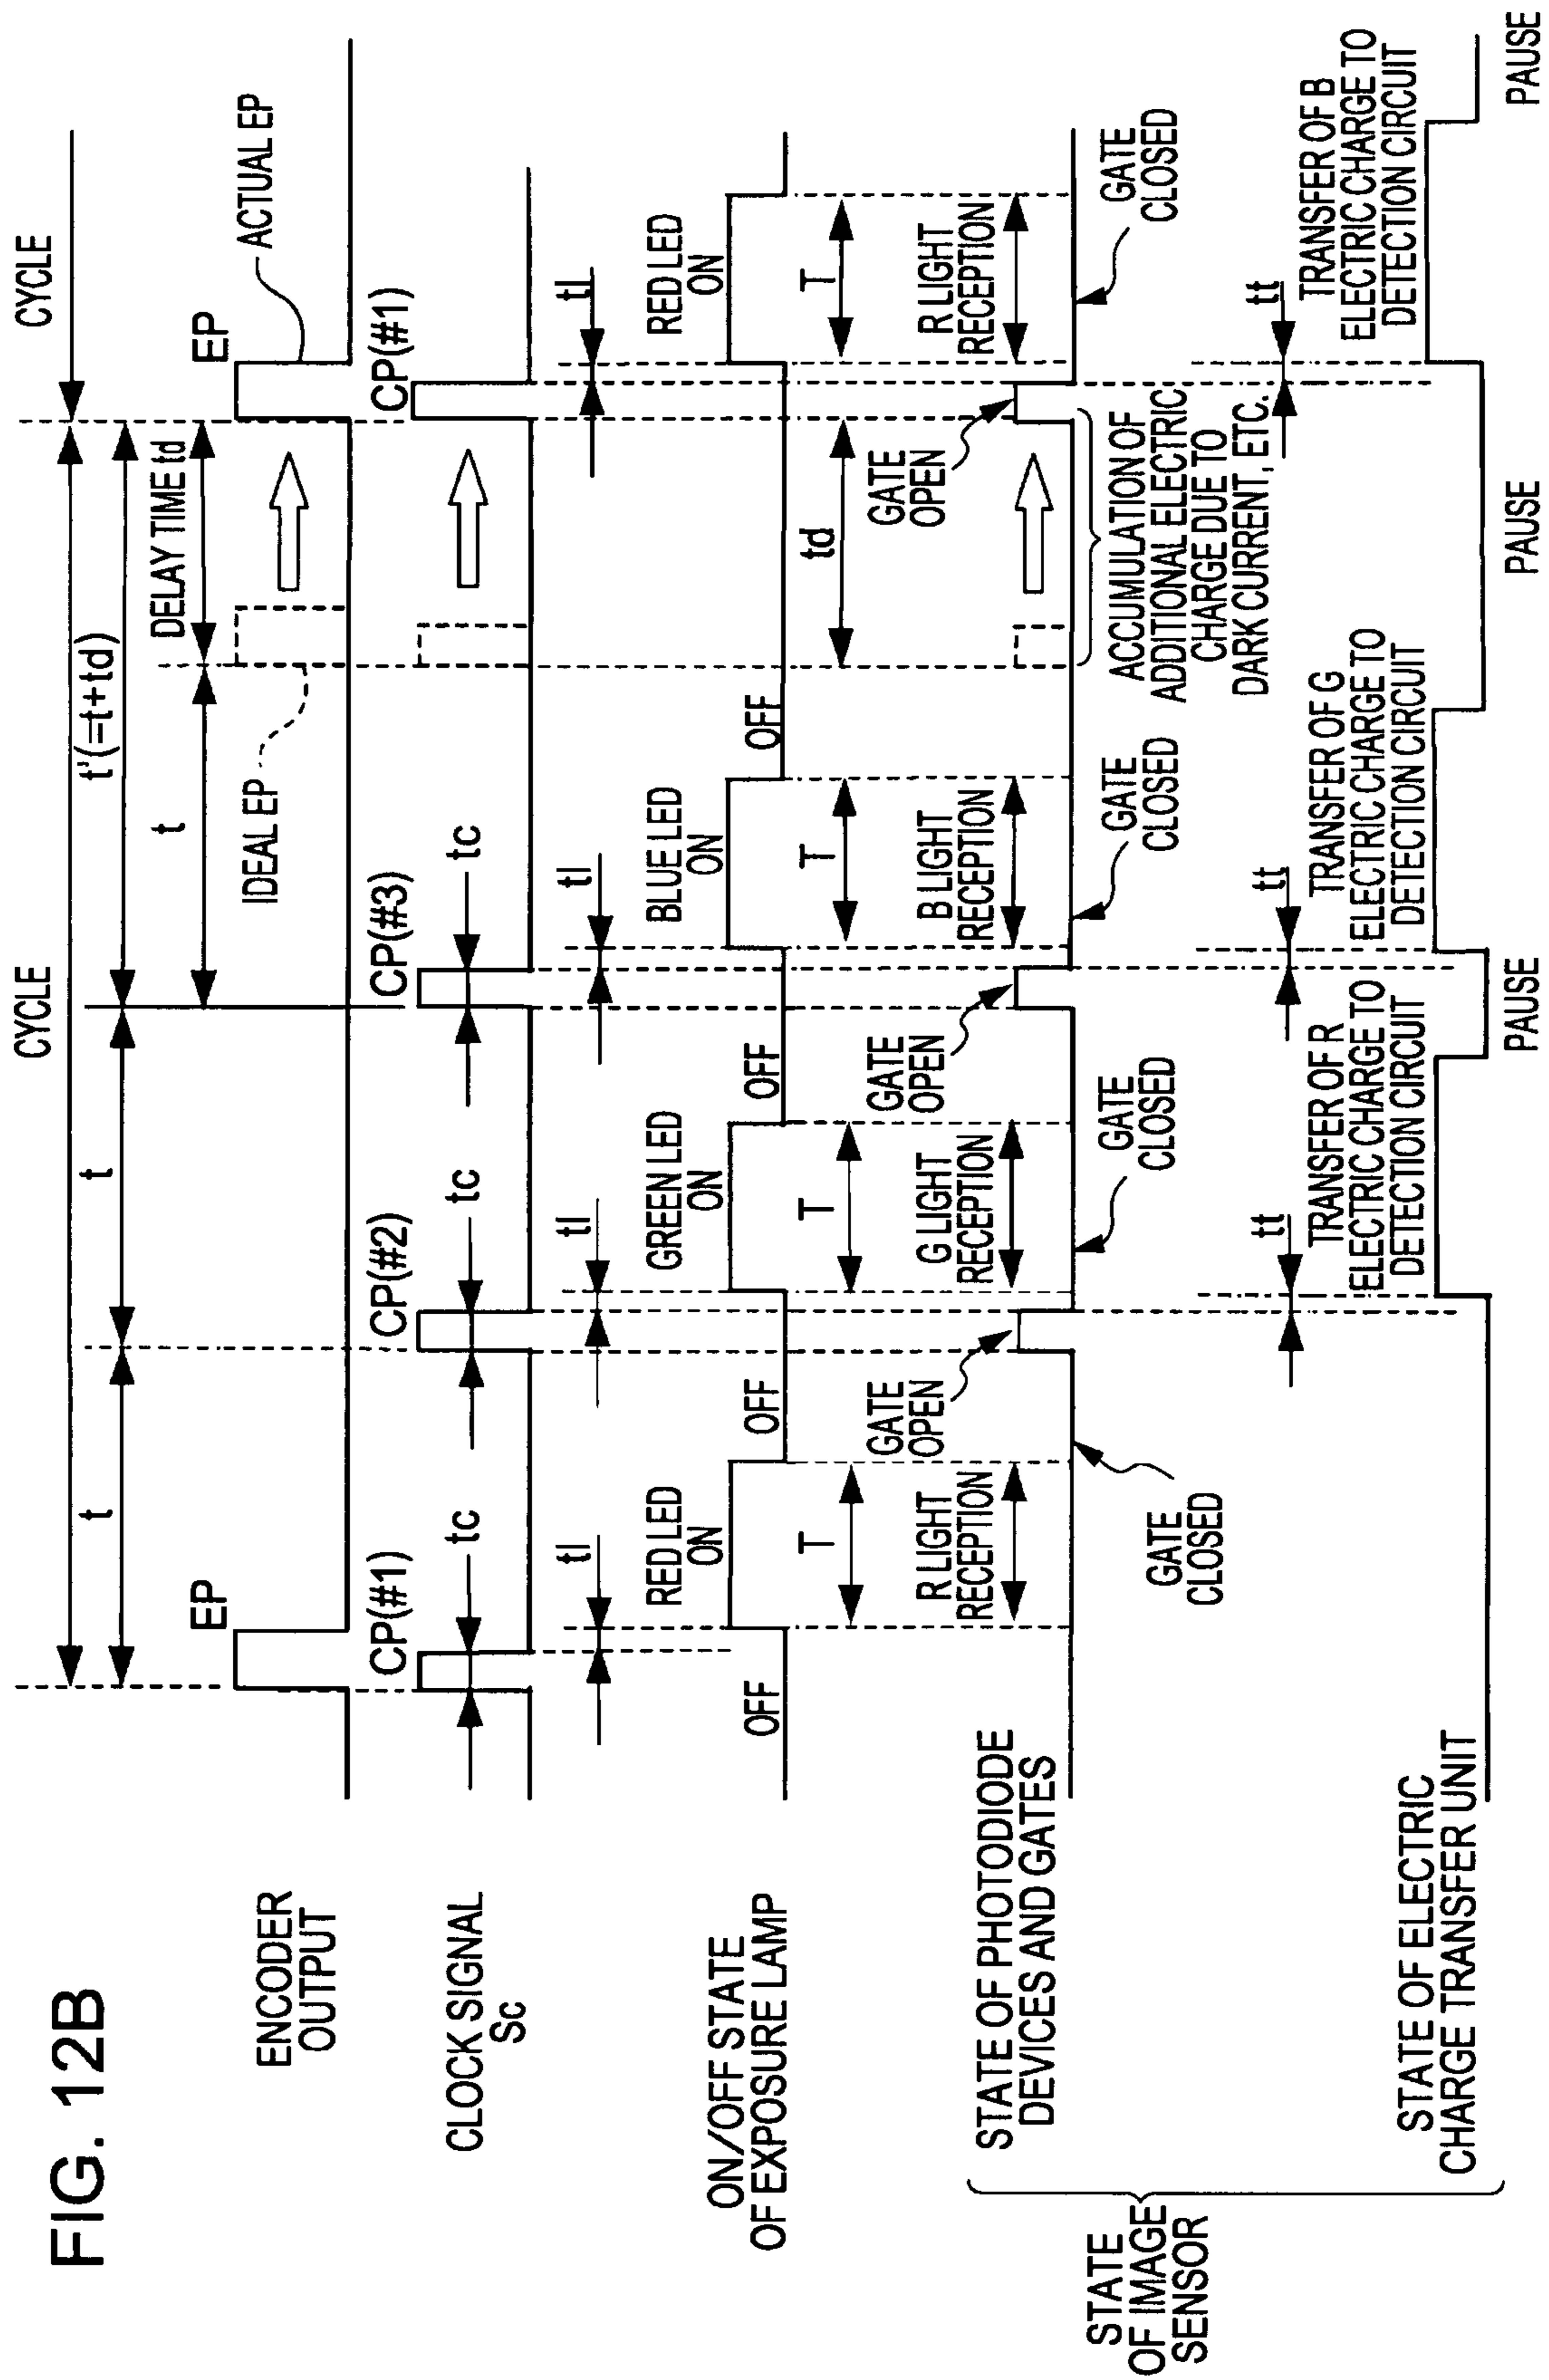 FIG. 12B
CYCLE
CYCLE
t
t
t'(=t+td)
t
DELAY TIME td
ENCODER
OUTPUT
EP
IDEAL EP
EP
ACTUAL EP
CLOCK SIGNAL
Sc
CP(#1)
tc
CP(#2)
tc
CP(#3)
tc
CP(#1)
tl
tl
tl
tl
ON/OFF STATE
OF EXPOSURE LAMP
OFF
RED LED
ON
OFF
GREEN LED
ON
OFF
BLUE LED
ON
OFF
RED LED
ON
T
T
T
td
T
STATE
OF IMAGE
SENSOR
STATE OF PHOTODIODE
DEVICES AND GATES
R LIGHT
RECEPTION
GATE
OPEN
G LIGHT
RECEPTION
GATE
OPEN
B LIGHT
RECEPTION
GATE
OPEN
R LIGHT
RECEPTION
GATE
CLOSED
GATE
CLOSED
GATE
CLOSED
ACCUMULATION OF
ADDITIONAL ELECTRIC
CHARGE DUE TO
DARK CURRENT, ETC.
GATE
CLOSED
STATE OF ELECTRIC
CHARGE TRANSFER UNIT
tt
TRANSFER OF R
ELECTRIC CHARGE TO
DETECTION CIRCUIT
PAUSE
tt
TRANSFER OF G
ELECTRIC CHARGE TO
DETECTION CIRCUIT
PAUSE
tt
TRANSFER OF B
ELECTRIC CHARGE TO
DETECTION CIRCUIT
PAUSE